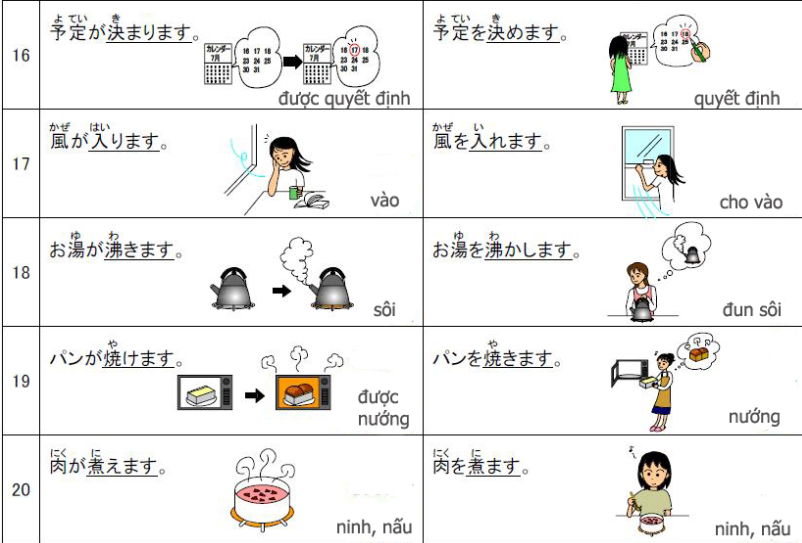 16
予定が決まります。
よてい
き
カレンダー
7月
16 17 18
23 24 25
30 31
カレンダー
7月
16 17 18
23 24 25
30 31
được quyết định
予定を決めます。
よてい
き
カレンダー
7月
16 17 18
23 24 25
30 31
quyết định
17
風が入ります。
かぜ
はい
vào
風を入れます。
かぜ
い
cho vào
18
お湯が沸きます。
ゆ
わ
sôi
お湯を沸かします。
ゆ
わ
đun sôi
19
パンが焼けます。
や
được
nướng
パンを焼きます。
や
nướng
20
肉が煮えます。
にく
に
ninh, nấu
肉を煮ます。
にく
に
ninh, nấu